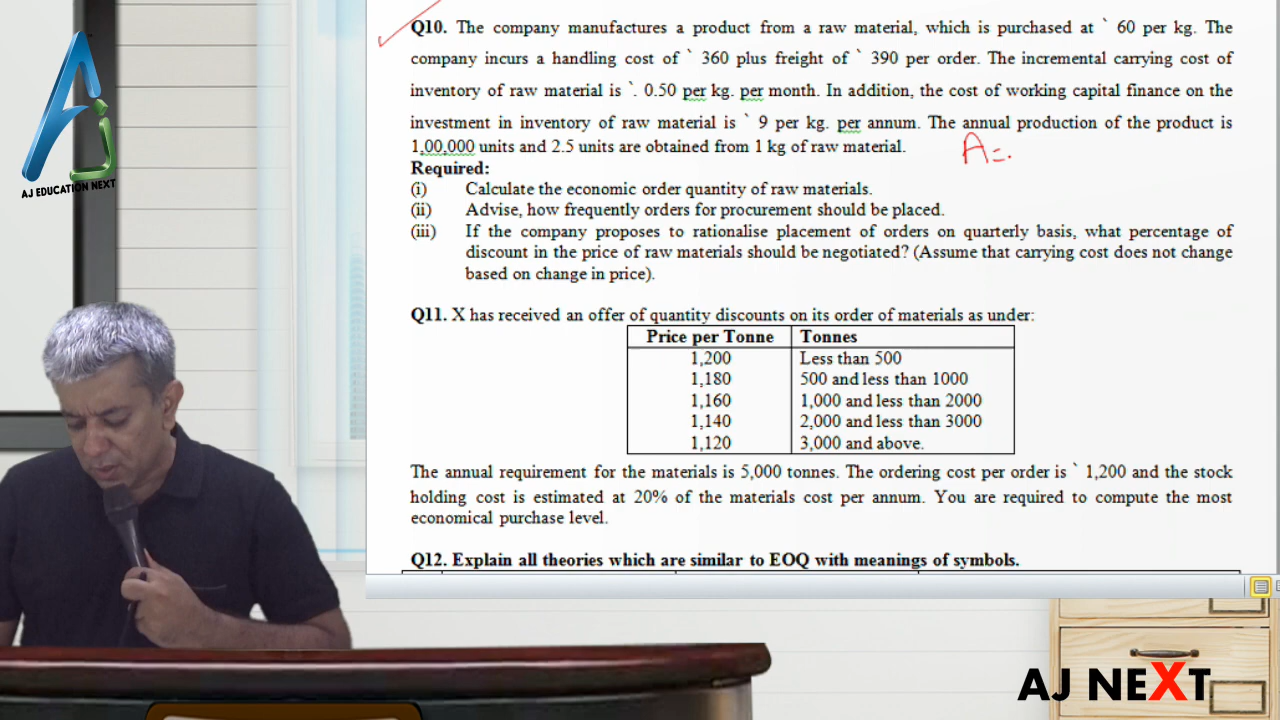 AJ EDUCATION NEXT
Q10. The company manufactures a product from a raw material, which is purchased at ` 60 per kg. The
company incurs a handling cost of ` 360 plus freight of ` 390 per order. The incremental carrying cost of
inventory of raw material is `. 0.50 per kg. per month. In addition, the cost of working capital finance on the
investment in inventory of raw material is ` 9 per kg. per annum. The annual production of the product is
1,00,000 units and 2.5 units are obtained from 1 kg of raw material.
A=.
Required:
(i) Calculate the economic order quantity of raw materials.
(ii) Advise, how frequently orders for procurement should be placed.
(iii) If the company proposes to rationalise placement of orders on quarterly basis, what percentage of
discount in the price of raw materials should be negotiated? (Assume that carrying cost does not change
based on change in price).
Q11. X has received an offer of quantity discounts on its order of materials as under:
Price per Tonne Tonnes
1,200 Less than 500
1,180 500 and less than 1000
1,160 1,000 and less than 2000
1,140 2,000 and less than 3000
1,120 3,000 and above.
The annual requirement for the materials is 5,000 tonnes. The ordering cost per order is ` 1,200 and the stock
holding cost is estimated at 20% of the materials cost per annum. You are required to compute the most
economical purchase level.
Q12. Explain all theories which are similar to EOQ with meanings of symbols.
AJ NEXT